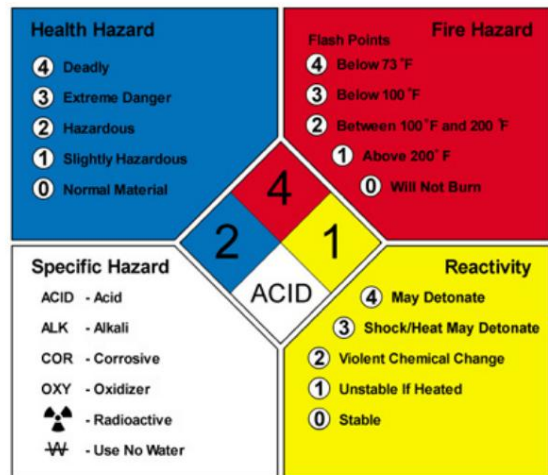 Health Hazard
4 Deadly
3 Extreme Danger
2 Hazardous
1 Slightly Hazardous
0 Normal Material
Fire Hazard
Flash Points
4 Below 73°F
3 Below 100°F
2 Between 100°F and 200°F
1 Above 200°F
0 Will Not Burn
4
2
1
ACID
Specific Hazard
ACID - Acid
ALK - Alkali
COR - Corrosive
OXY - Oxidizer
- Radioactive
W - Use No Water
Reactivity
4 May Detonate
3 Shock/Heat May Detonate
2 Violent Chemical Change
1 Unstable If Heated
0 Stable